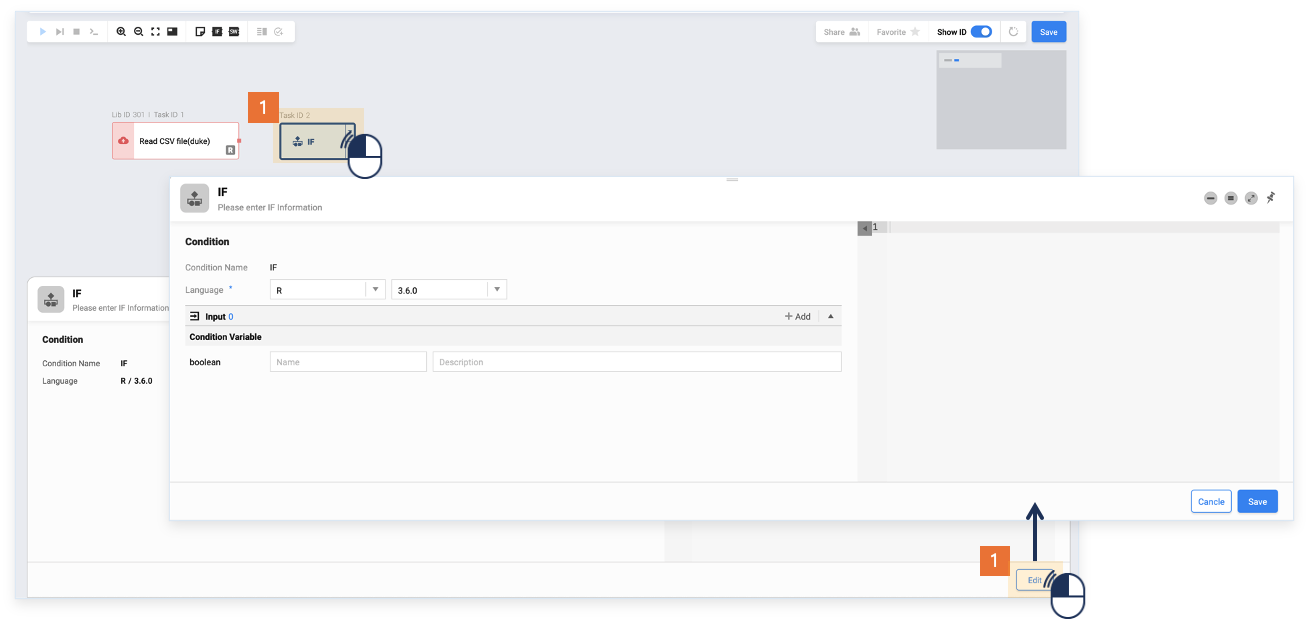 Share
Favorite
Show ID
Save
IF
SW
1
Lib ID 301 | Task ID 1
Task ID 2
Read CSV file(duke)
R
IF
IF
Please enter IF Information
Condition
1
Condition Name IF
Language * R 3.6.0
Input 0 + Add
Condition Variable
boolean Name Description
Cancle Save
IF
Please enter IF Information
Condition
Condition Name IF
Language R / 3.6.0
1
Edit